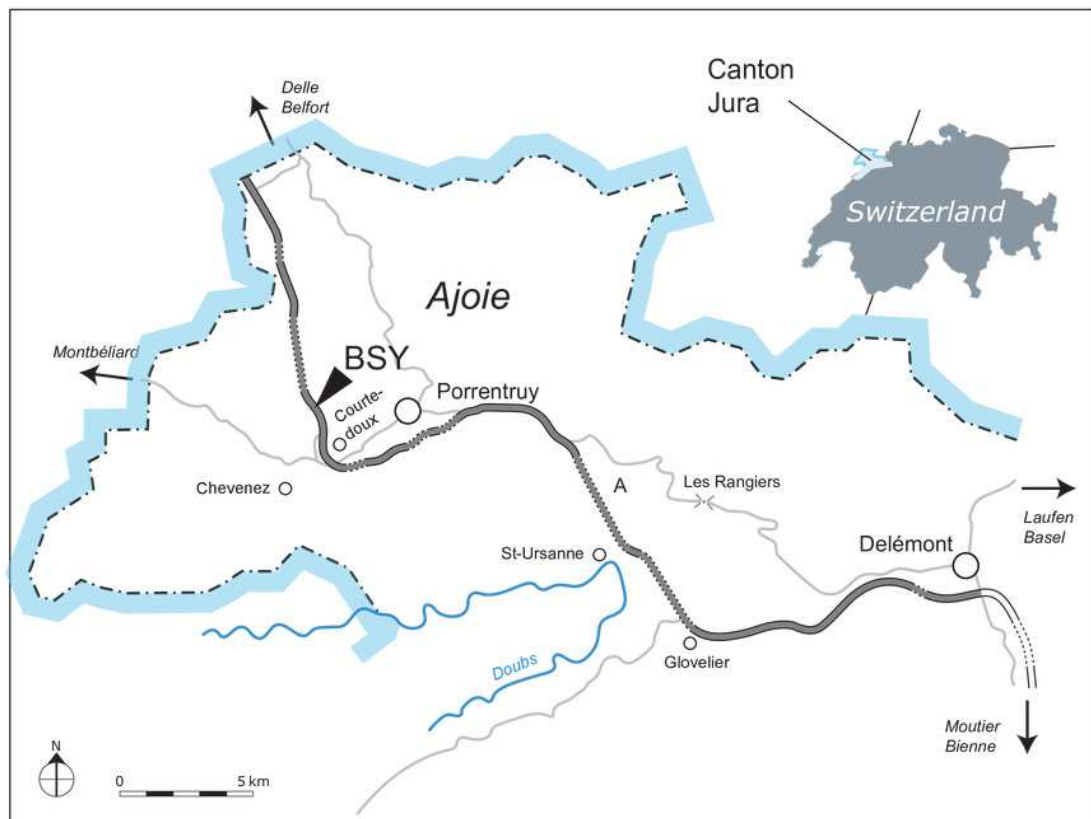 Delle
Belfort
Canton
Jura
Switzerland
Ajoie
Montbéliard
BSY
Courte-
doux
Porrentruy
Chevenez
Les Rangiers
A
Laufen
Basel
St-Ursanne
Delémont
Doubs
Glovelier
Moutier
Bienne
N
0 5 km